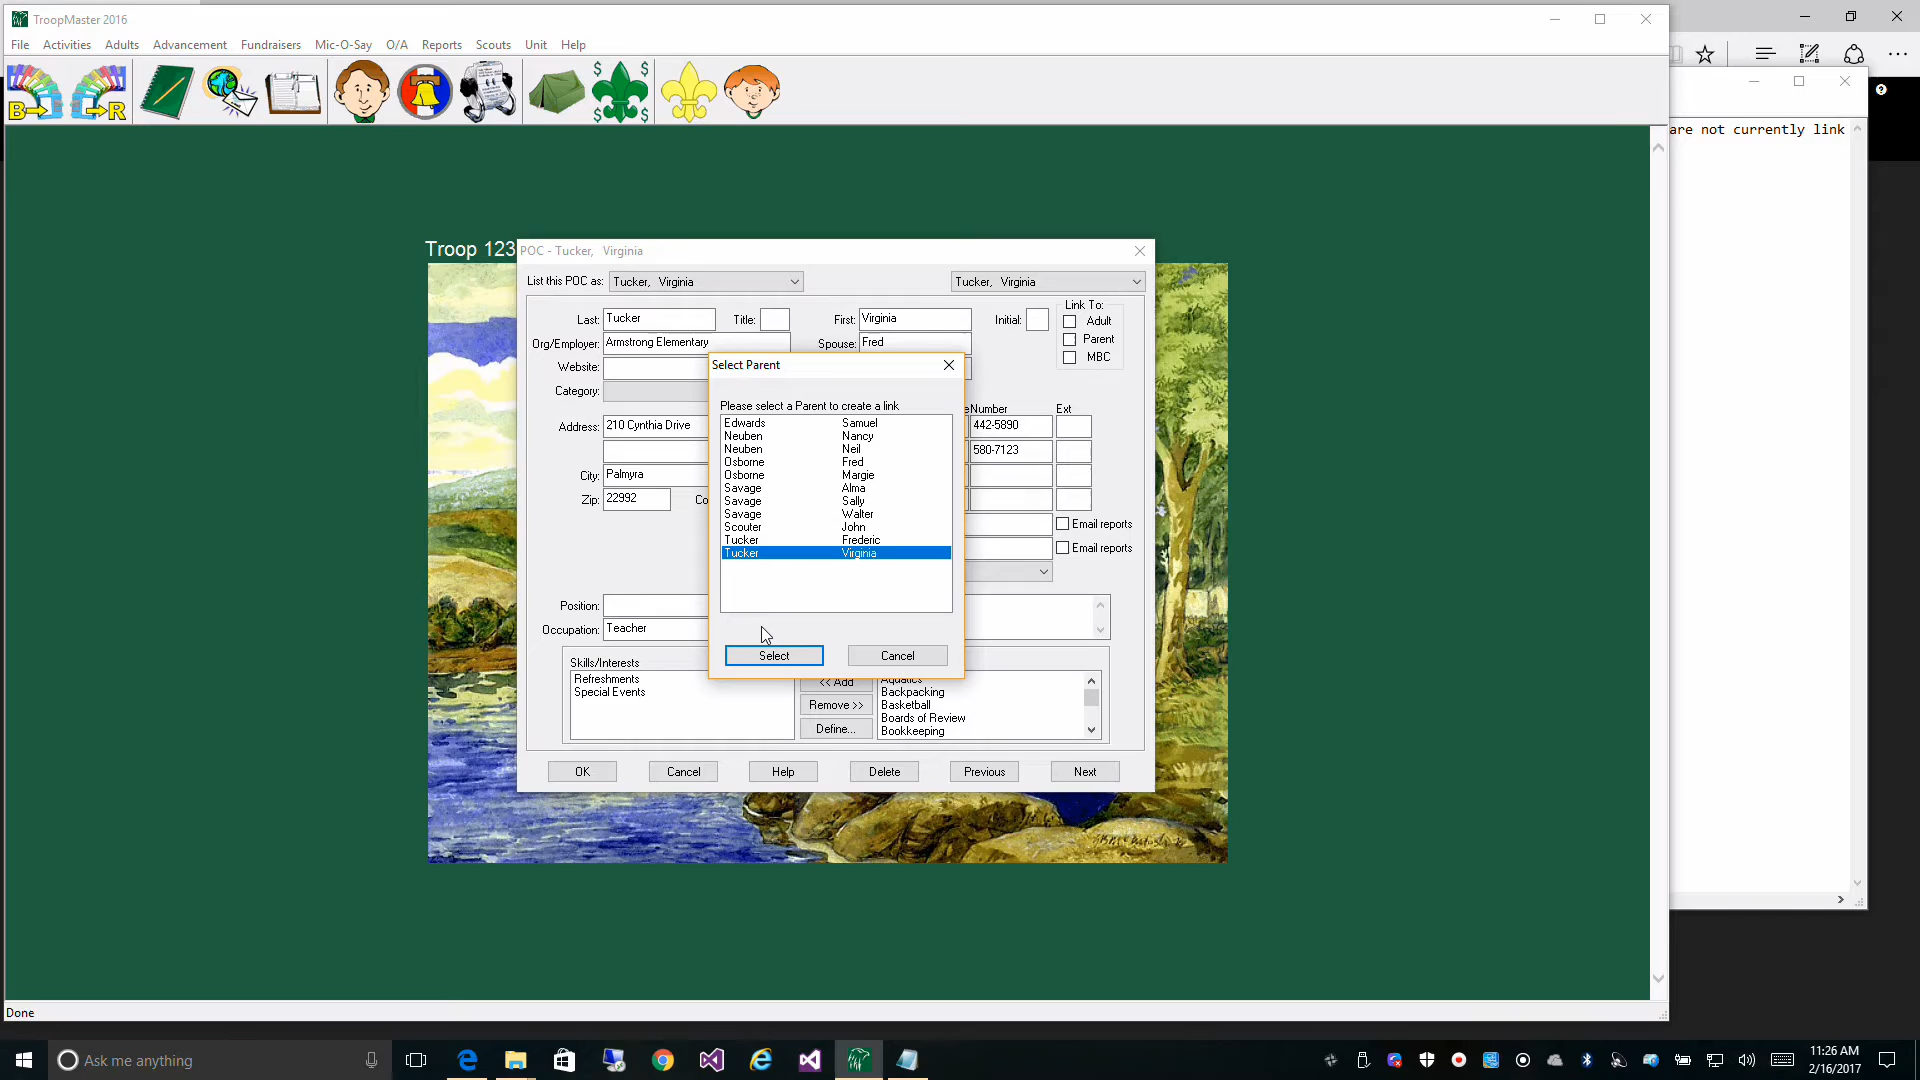 TroopMaster 2016
File Activities Adults Advancement Fundraisers Mic-O-Say O/A Reports Scouts Unit Help
B R
$ $
$ $
are not currently link
Troop 123
POC - Tucker, Virginia
List this POC as: Tucker, Virginia Tucker, Virginia
Link To:
Last: Tucker Title: First: Virginia Initial: Adult
Org/Employer: Armstrong Elementary Spouse: Fred Parent
Website: MBC
Category:
Select Parent
Please select a Parent to create a link
Edwards Samuel
Neuben Nancy
Neuben Neil
Osborne Fred
Osborne Margie
Savage Alma
Savage Sally
Savage Walter
Scouter John
Tucker Frederic
Tucker Virginia
Select Cancel
Number Ext
Address: 210 Cynthia Drive 442-5890
580-7123
City: Palmyra
Zip: 22992 Co
Email reports
Email reports
Position:
Occupation: Teacher
Skills/Interests
Refreshments
Special Events
<< Add
Remove >>
Define...
Aquatics
Backpacking
Basketball
Boards of Review
Bookkeeping
OK Cancel Help Delete Previous Next
Done
Ask me anything
11:26 AM
2/16/2017